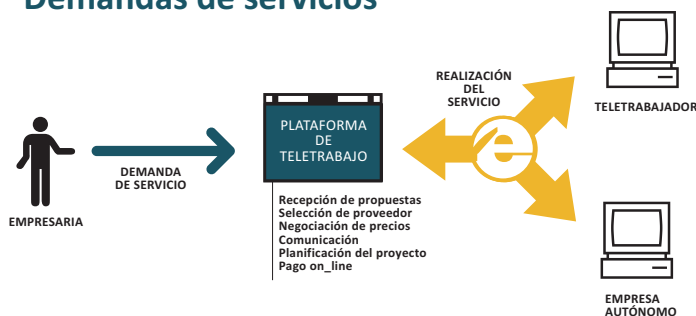 Demandas de servicios
EMPRESARIA
DEMANDA
DE SERVICIO
PLATAFORMA
DE
TELETRABAJO
Recepción de propuestas
Selección de proveedor
Negociación de precios
Comunicación
Planificación del proyecto
Pago on_line
REALIZACIÓN
DEL
SERVICIO
e
TELETRABAJADOR
EMPRESA
AUTÓNOMO